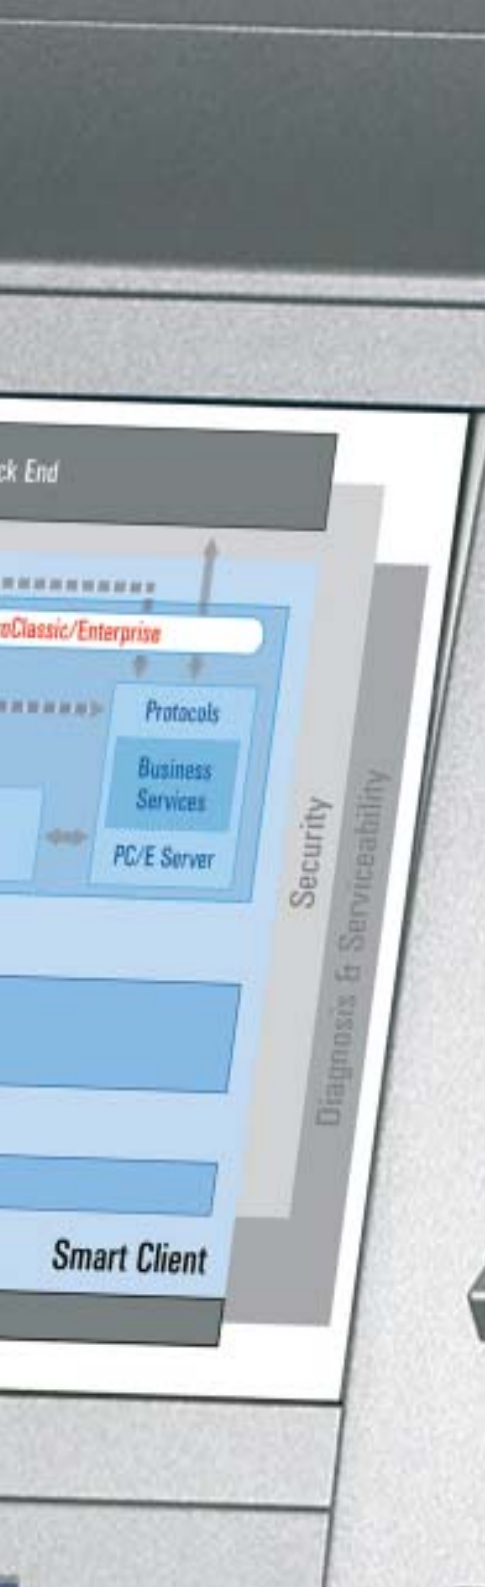 ck End
oClassic/Enterprise
Protocols
Business
Services
PC/E Server
Security
Diagnosis & Serviceability
Smart Client